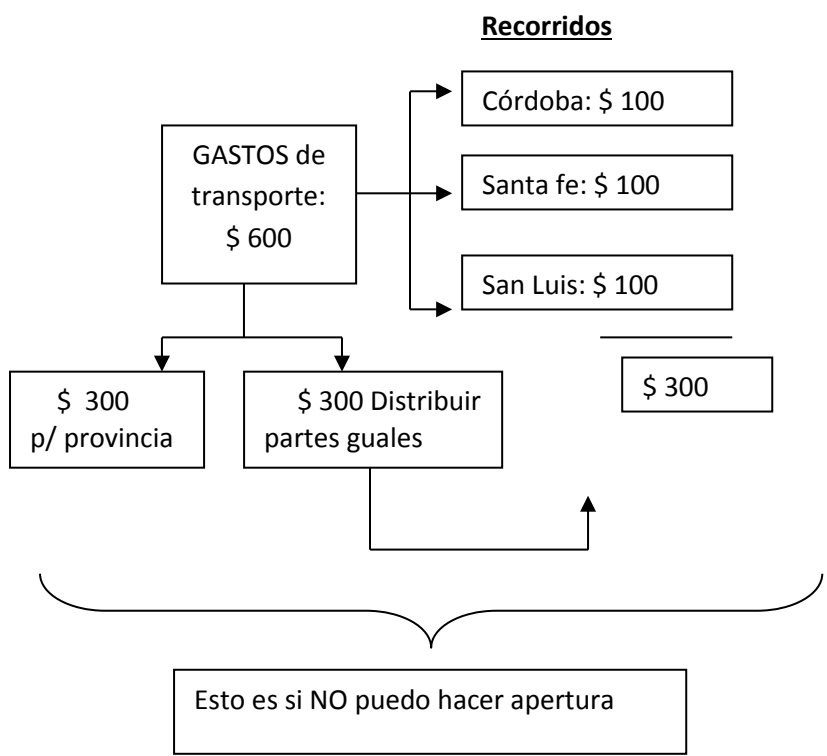 Recorridos
Córdoba: $ 100
GASTOS de
transporte:
$ 600
Santa fe: $ 100
San Luis: $ 100
$ 300
p/ provincia
$ 300 Distribuir
partes guales
$ 300
Esto es si NO puedo hacer apertura